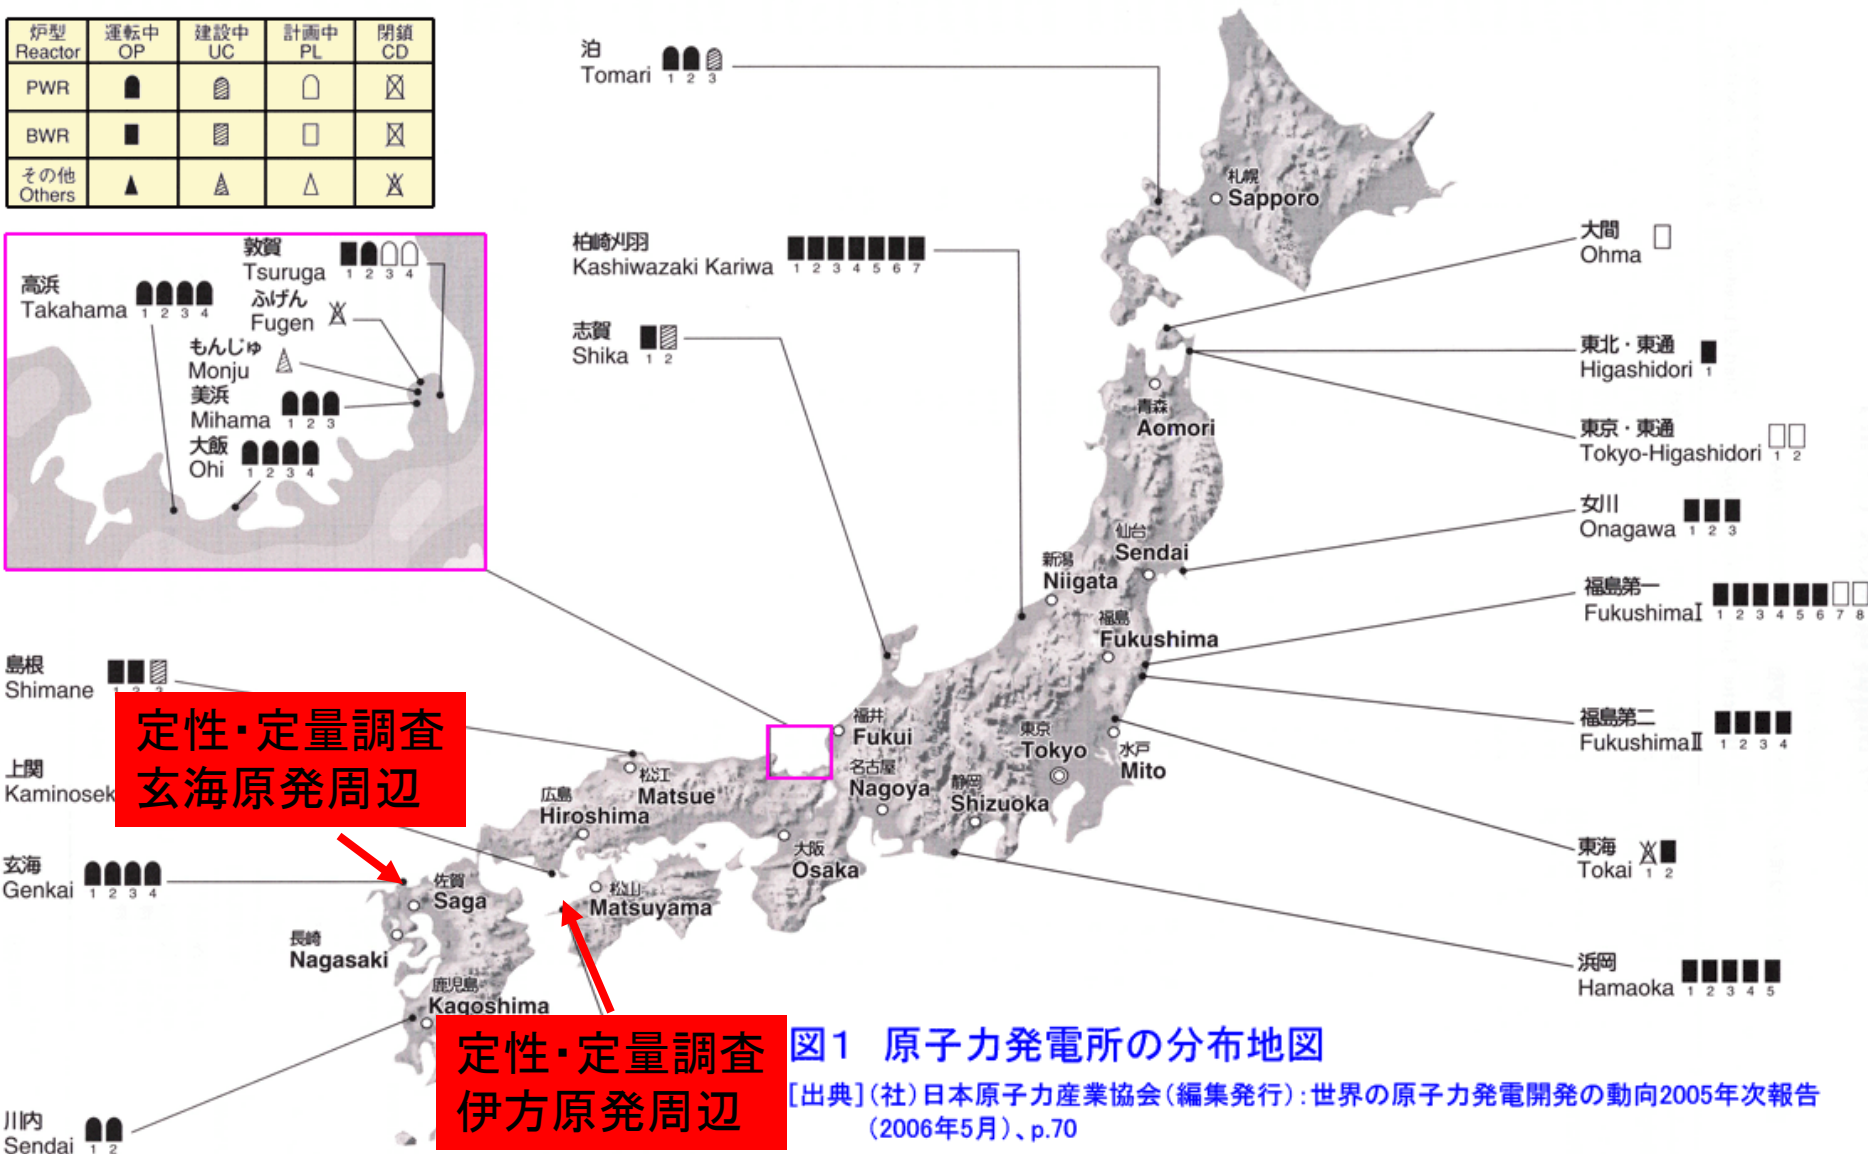 炉型 運転中 建設中 計画中 閉鎖
Reactor OP UC PL CD
PWR
BWR
その他
Others
泊
Tomari
1 2 3
札幌
Sapporo
高浜
Takahama
1 2 3 4
敦賀
Tsuruga
1 2 3 4
ふげん
Fugen
もんじゅ
Monju
美浜
Mihama
1 2 3
大飯
Ohi
1 2 3 4
柏崎刈羽
Kashiwazaki Kariwa
1 2 3 4 5 6 7
志賀
Shika
1 2
大間
Ohma
東北・東通
Higashidori
1
東京・東通
Tokyo-Higashidori
1 2
青森
Aomori
女川
Onagawa
1 2 3
仙台
Sendai
新潟
Niigata
福島
Fukushima
福島第一
FukushimaⅠ
1 2 3 4 5 6 7 8
福島第二
FukushimaⅡ
1 2 3 4
島根
Shimane
1 2 3
定性・定量調査
玄海原発周辺
上関
Kaminosek
福井
Fukui
東京
Tokyo
水戸
Mito
松江
Matsue
名古屋
Nagoya
静岡
Shizuoka
広島
Hiroshima
大阪
Osaka
東海
Tokai
1 2
玄海
Genkai
1 2 3 4
佐賀
Saga
松山
Matsuyama
長崎
Nagasaki
鹿児島
Kagoshima
浜岡
Hamaoka
1 2 3 4 5
定性・定量調査
伊方原発周辺
川内
Sendai
1 2
図1 原子力発電所の分布地図
[出典](社)日本原子力産業協会(編集発行):世界の原子力発電開発の動向2005年次報告
(2006年5月)、p.70